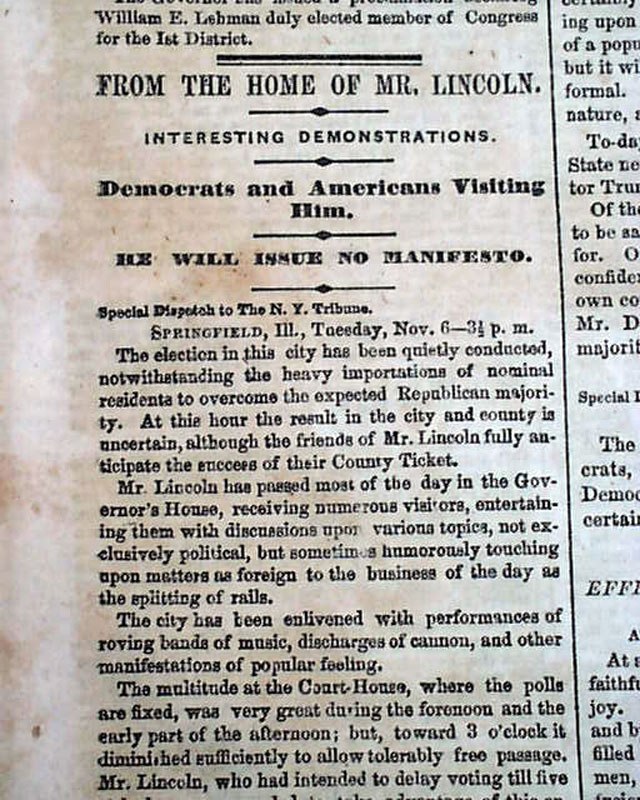 William E. Lehman duly elected member of Congress
for the Ist District.
FROM THE HOME OF MR. LINCOLN.
INTERESTING DEMONSTRATIONS.
Democrats and Americans Visiting
Him.
HE WILL ISSUE NO MANIFESTO.
Special Dispatch to The N. Y. Tribune.
SPRINGFIELD, Ill., Tuesday, Nov. 6—3½ p. m.
The election in this city has been quietly conducted,
notwithstanding the heavy importations of nominal
residents to overcome the expected Republican majori-
ty. At this hour the result in the city and county is
uncertain, although the friends of Mr. Lincoln fully an-
ticipate the success of their County Ticket.
Mr. Lincoln has passed most of the day in the Gov-
ernor's House, receiving numerous visitors, entertain-
ing them with discussions upon various topics, not ex-
clusively political, but sometimes humorously touching
upon matters as foreign to the business of the day as
the splitting of rails.
The city has been enlivened with performances of
roving bands of music, discharges of cannon, and other
manifestations of popular feeling.
The multitude at the Court-House, where the polls
are fixed, was very great during the forenoon and the
early part of the afternoon; but, toward 3 o'clock it
diminished sufficiently to allow tolerably free passage.
Mr. Lincoln, who had intended to delay voting till five
ing upon
of a popu
but it wi
formal.
nature, a
To-day
State ne
tor Trum
Of the
to be sa
for. O
confide
own co
Mr. D
majorit
Special D
The
crats,
Democ
certain
EFFE
A
At s
faithfu
joy.
and b
filled
men,